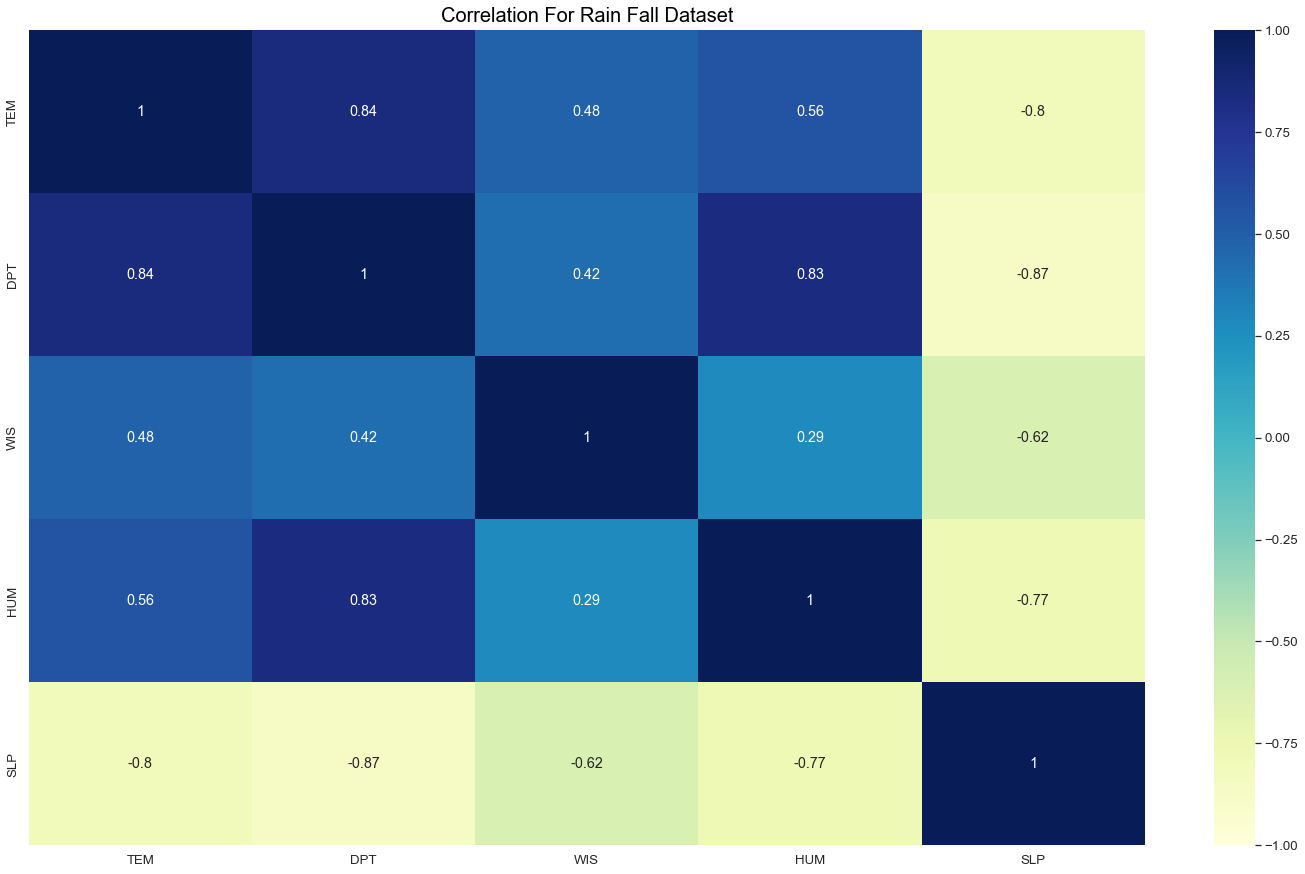 Correlation For Rain Fall Dataset
TEM 1 0.84 0.48 0.56 -0.8
DPT 0.84 1 0.42 0.83 -0.87
WIS 0.48 0.42 1 0.29 -0.62
HUM 0.56 0.83 0.29 1 -0.77
SLP -0.8 -0.87 -0.62 -0.77 1
TEM DPT WIS HUM SLP
1.00
0.75
0.50
0.25
0.00
−0.25
−0.50
−0.75
−1.00